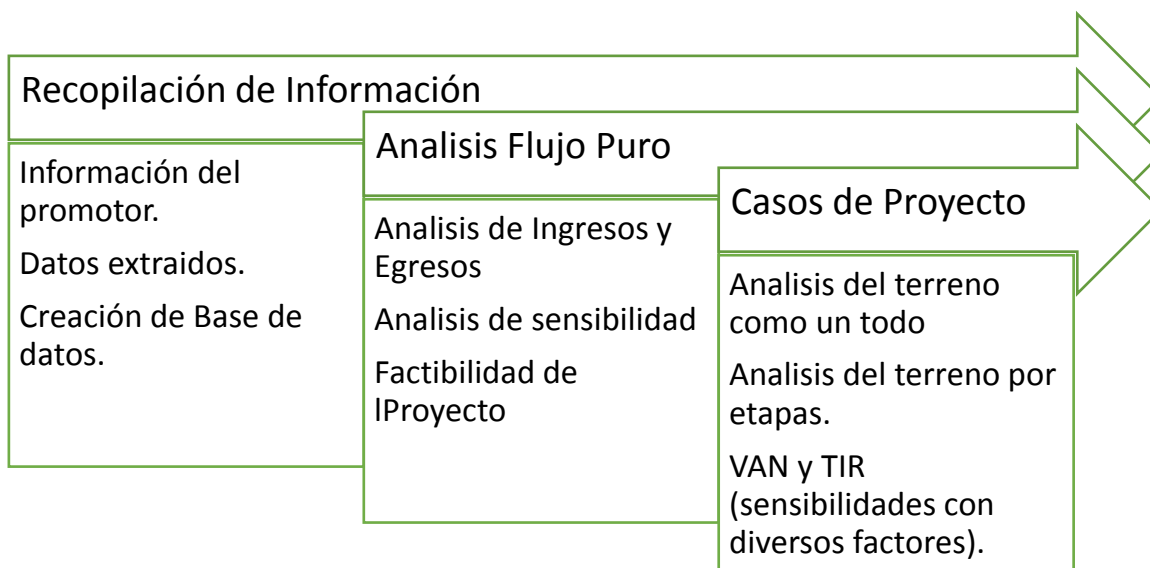 Recopilación de Información
Información del
promotor.
Datos extraidos.
Creación de Base de
datos.
Analisis Flujo Puro
Analisis de Ingresos y
Egresos
Analisis de sensibilidad
Factibilidad de
lProyecto
Casos de Proyecto
Analisis del terreno
como un todo
Analisis del terreno por
etapas.
VAN y TIR
(sensibilidades con
diversos factores).